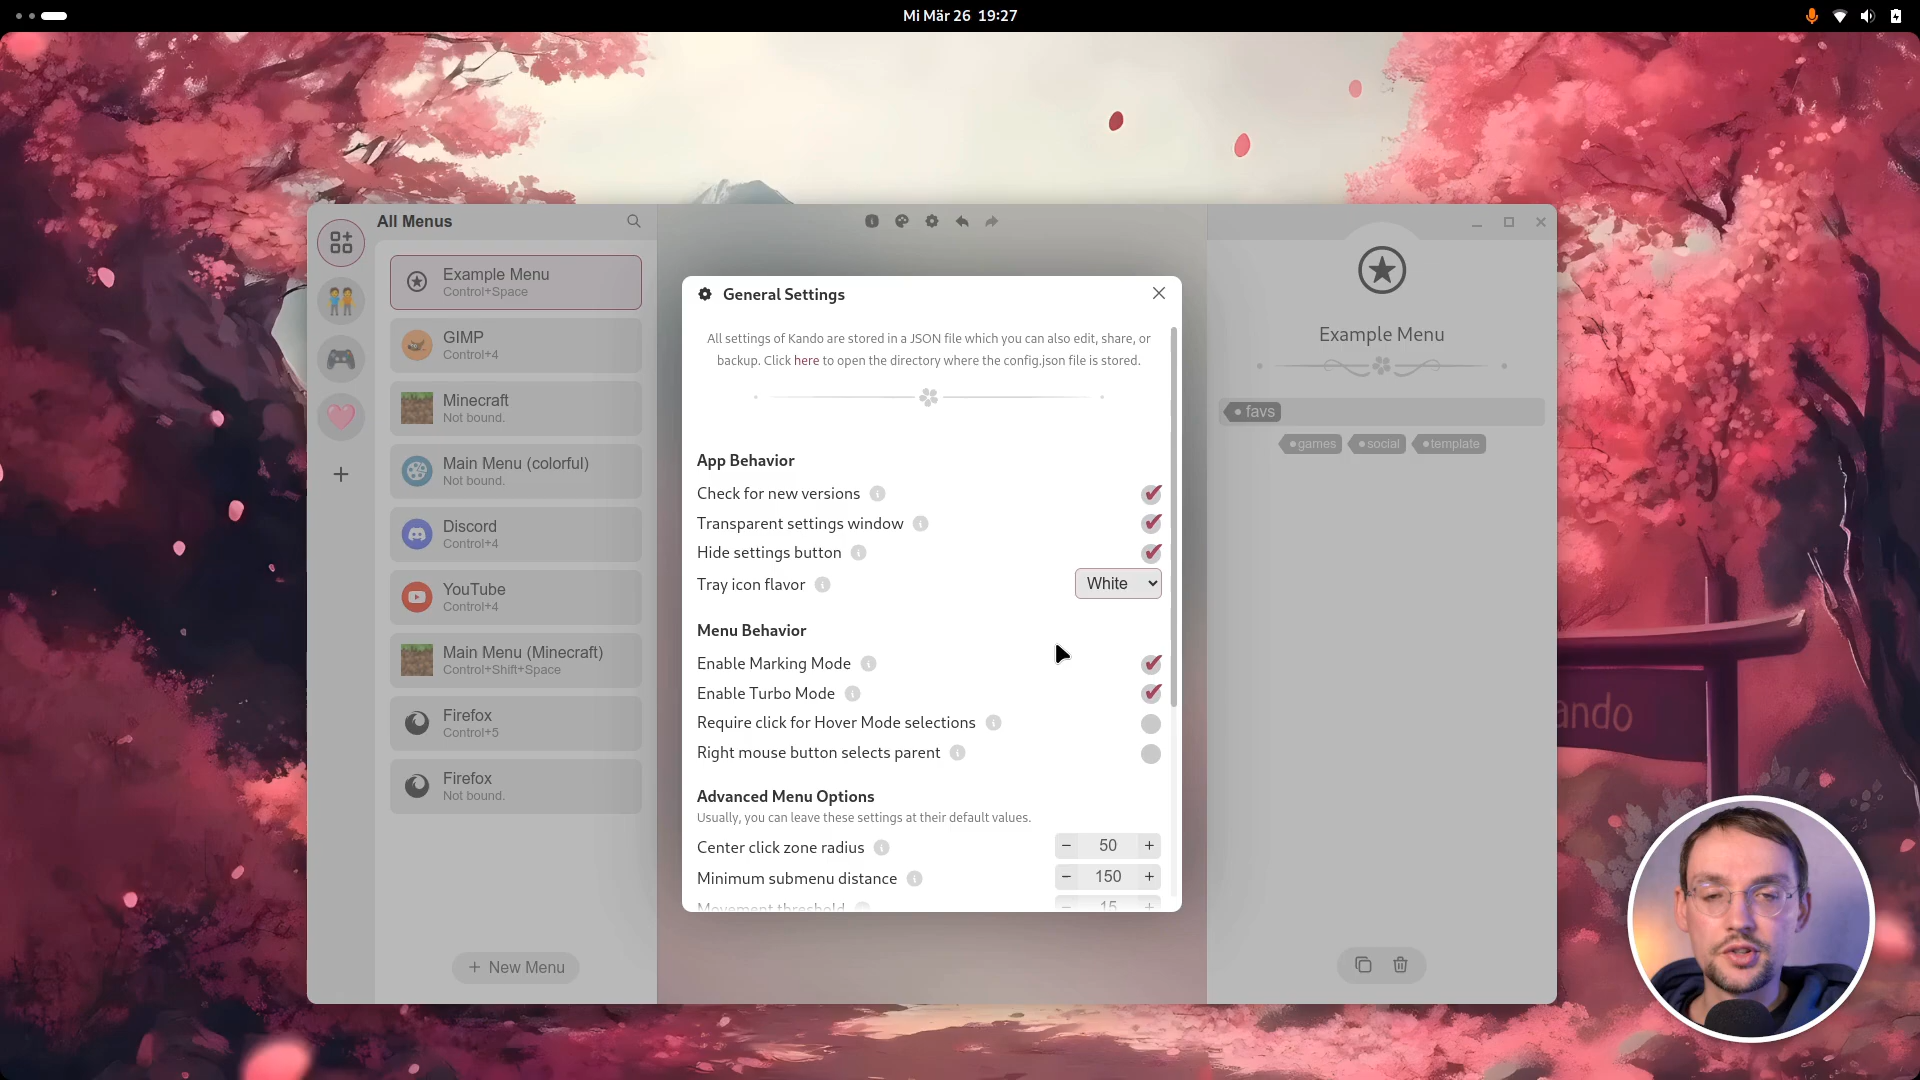 Mi Mär 26 19:27
All Menus
Example Menu
Control+Space
GIMP
Control+4
Minecraft
Not bound.
Main Menu (colorful)
Not bound.
Discord
Control+4
YouTube
Control+4
Main Menu (Minecraft)
Control+Shift+Space
Firefox
Control+5
Firefox
Not bound.
+ New Menu
General Settings
All settings of Kando are stored in a JSON file which you can also edit, share, or
backup. Click here to open the directory where the config.json file is stored.
App Behavior
Check for new versions
Transparent settings window
Hide settings button
Tray icon flavor
White
Menu Behavior
Enable Marking Mode
Enable Turbo Mode
Require click for Hover Mode selections
Right mouse button selects parent
Advanced Menu Options
Usually, you can leave these settings at their default values.
Center click zone radius
− 50 +
Minimum submenu distance
− 150 +
Movement threshold
− 15 +
Example Menu
favs
games
social
template
ando